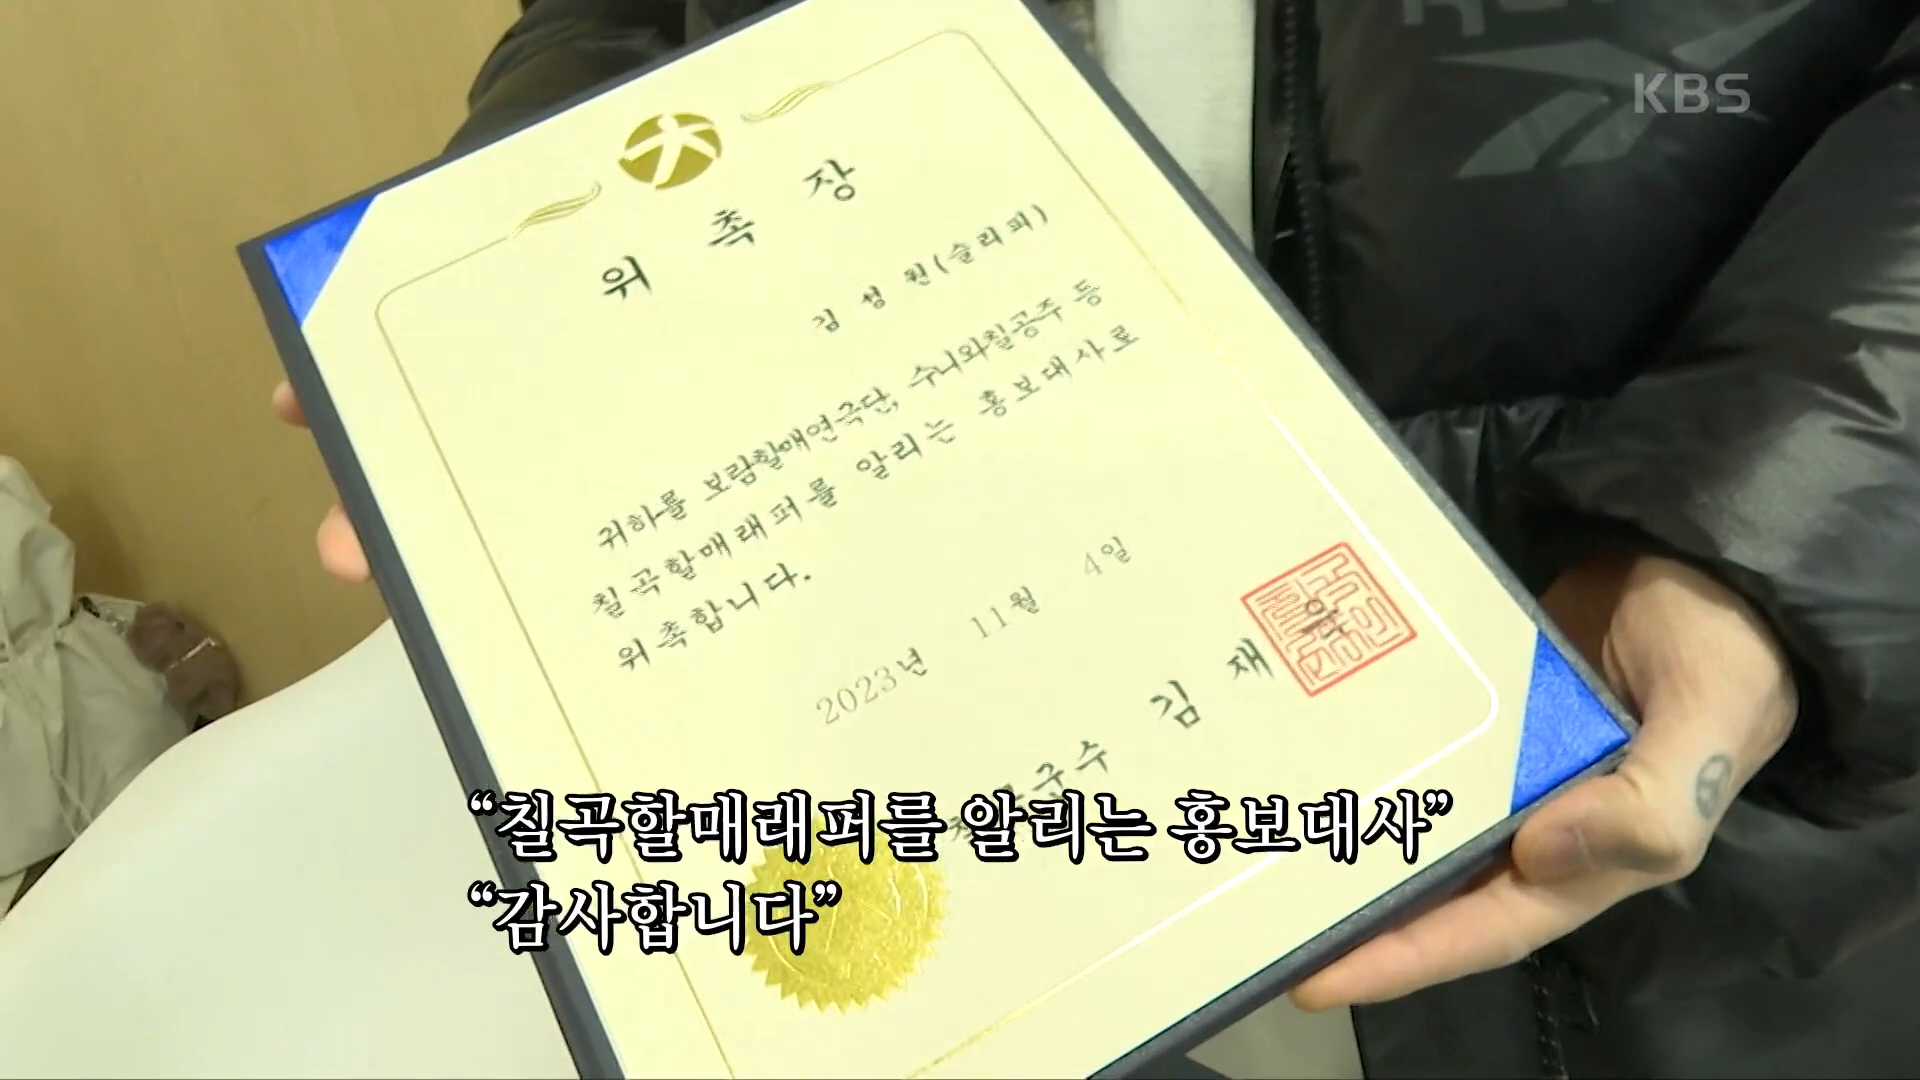 KBS
위 촉 장
김 성 원(슬리피)
귀하를 보람할매연극단, 수니와칠공주 등
칠곡할매래퍼를 알리는 홍보대사로
위촉합니다.
2023년 11월 4일
군수 김 재 욱
“칠곡할매래퍼를 알리는 홍보대사”
“감사합니다”